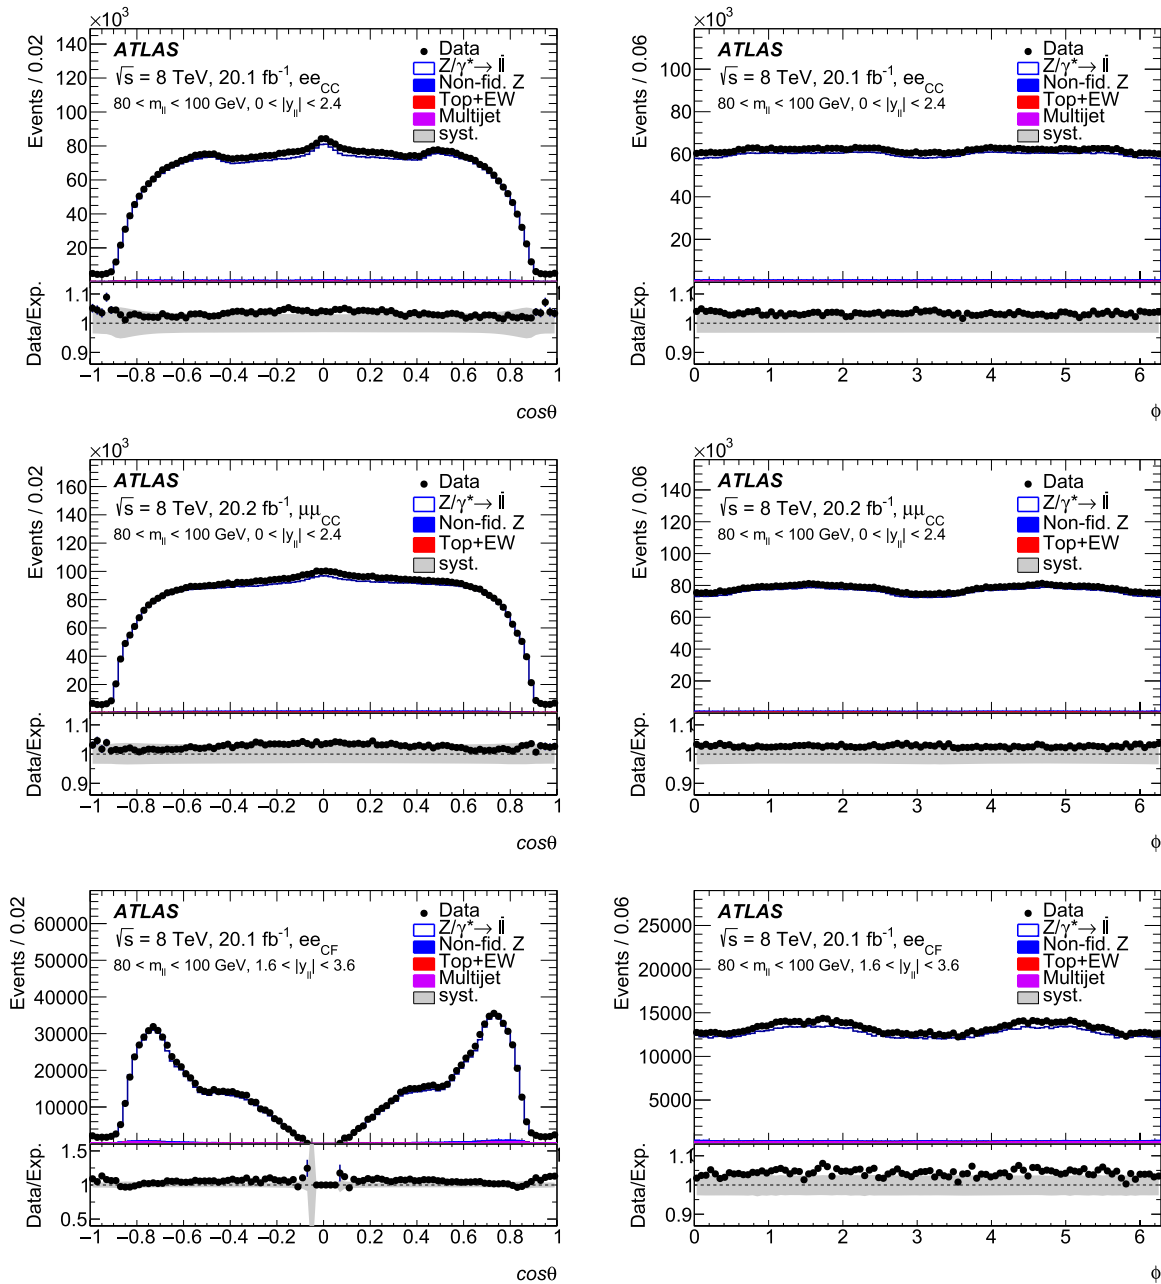 ×10³
Events / 0.02
140
120
100
80
60
40
20
ATLAS
√s = 8 TeV, 20.1 fb⁻¹, ee_CC
80 < m_ll < 100 GeV, 0 < |y_ll| < 2.4
Data
Z/γ*→ ll
Non-fid. Z
Top+EW
Multijet
syst.
Data/Exp.
1.1
1
0.9
−1 −0.8 −0.6 −0.4 −0.2 0 0.2 0.4 0.6 0.8 1
cosθ
×10³
Events / 0.06
100
80
60
40
20
ATLAS
√s = 8 TeV, 20.1 fb⁻¹, ee_CC
80 < m_ll < 100 GeV, 0 < |y_ll| < 2.4
Data
Z/γ*→ ll
Non-fid. Z
Top+EW
Multijet
syst.
Data/Exp.
1.1
1
0.9
0 1 2 3 4 5 6
ϕ
×10³
Events / 0.02
160
140
120
100
80
60
40
20
ATLAS
√s = 8 TeV, 20.2 fb⁻¹, μμ_CC
80 < m_ll < 100 GeV, 0 < |y_ll| < 2.4
Data
Z/γ*→ ll
Non-fid. Z
Top+EW
syst.
Data/Exp.
1.1
1
0.9
−1 −0.8 −0.6 −0.4 −0.2 0 0.2 0.4 0.6 0.8 1
cosθ
×10³
Events / 0.06
140
120
100
80
60
40
20
ATLAS
√s = 8 TeV, 20.2 fb⁻¹, μμ_CC
80 < m_ll < 100 GeV, 0 < |y_ll| < 2.4
Data
Z/γ*→ ll
Non-fid. Z
Top+EW
syst.
Data/Exp.
1.1
1
0.9
0 1 2 3 4 5 6
ϕ
Events / 0.02
60000
50000
40000
30000
20000
10000
ATLAS
√s = 8 TeV, 20.1 fb⁻¹, ee_CF
80 < m_ll < 100 GeV, 1.6 < |y_ll| < 3.6
Data
Z/γ*→ ll
Non-fid. Z
Top+EW
Multijet
syst.
Data/Exp.
1.5
1
0.5
−1 −0.8 −0.6 −0.4 −0.2 0 0.2 0.4 0.6 0.8 1
cosθ
Events / 0.06
25000
20000
15000
10000
5000
ATLAS
√s = 8 TeV, 20.1 fb⁻¹, ee_CF
80 < m_ll < 100 GeV, 1.6 < |y_ll| < 3.6
Data
Z/γ*→ ll
Non-fid. Z
Top+EW
Multijet
syst.
Data/Exp.
1.1
1
0.9
0 1 2 3 4 5 6
ϕ